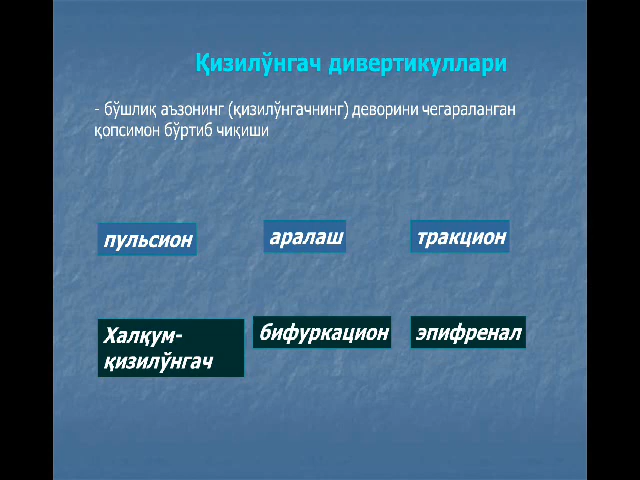 Қизилўнгач дивертикуллари
- бўшлиқ аъзонинг (қизилўнгачнинг) деворини чегараланган
қопсимон бўртиб чиқиши
пульсион
аралаш
тракцион
Халқум-
қизилўнгач
бифуркацион
эпифренал